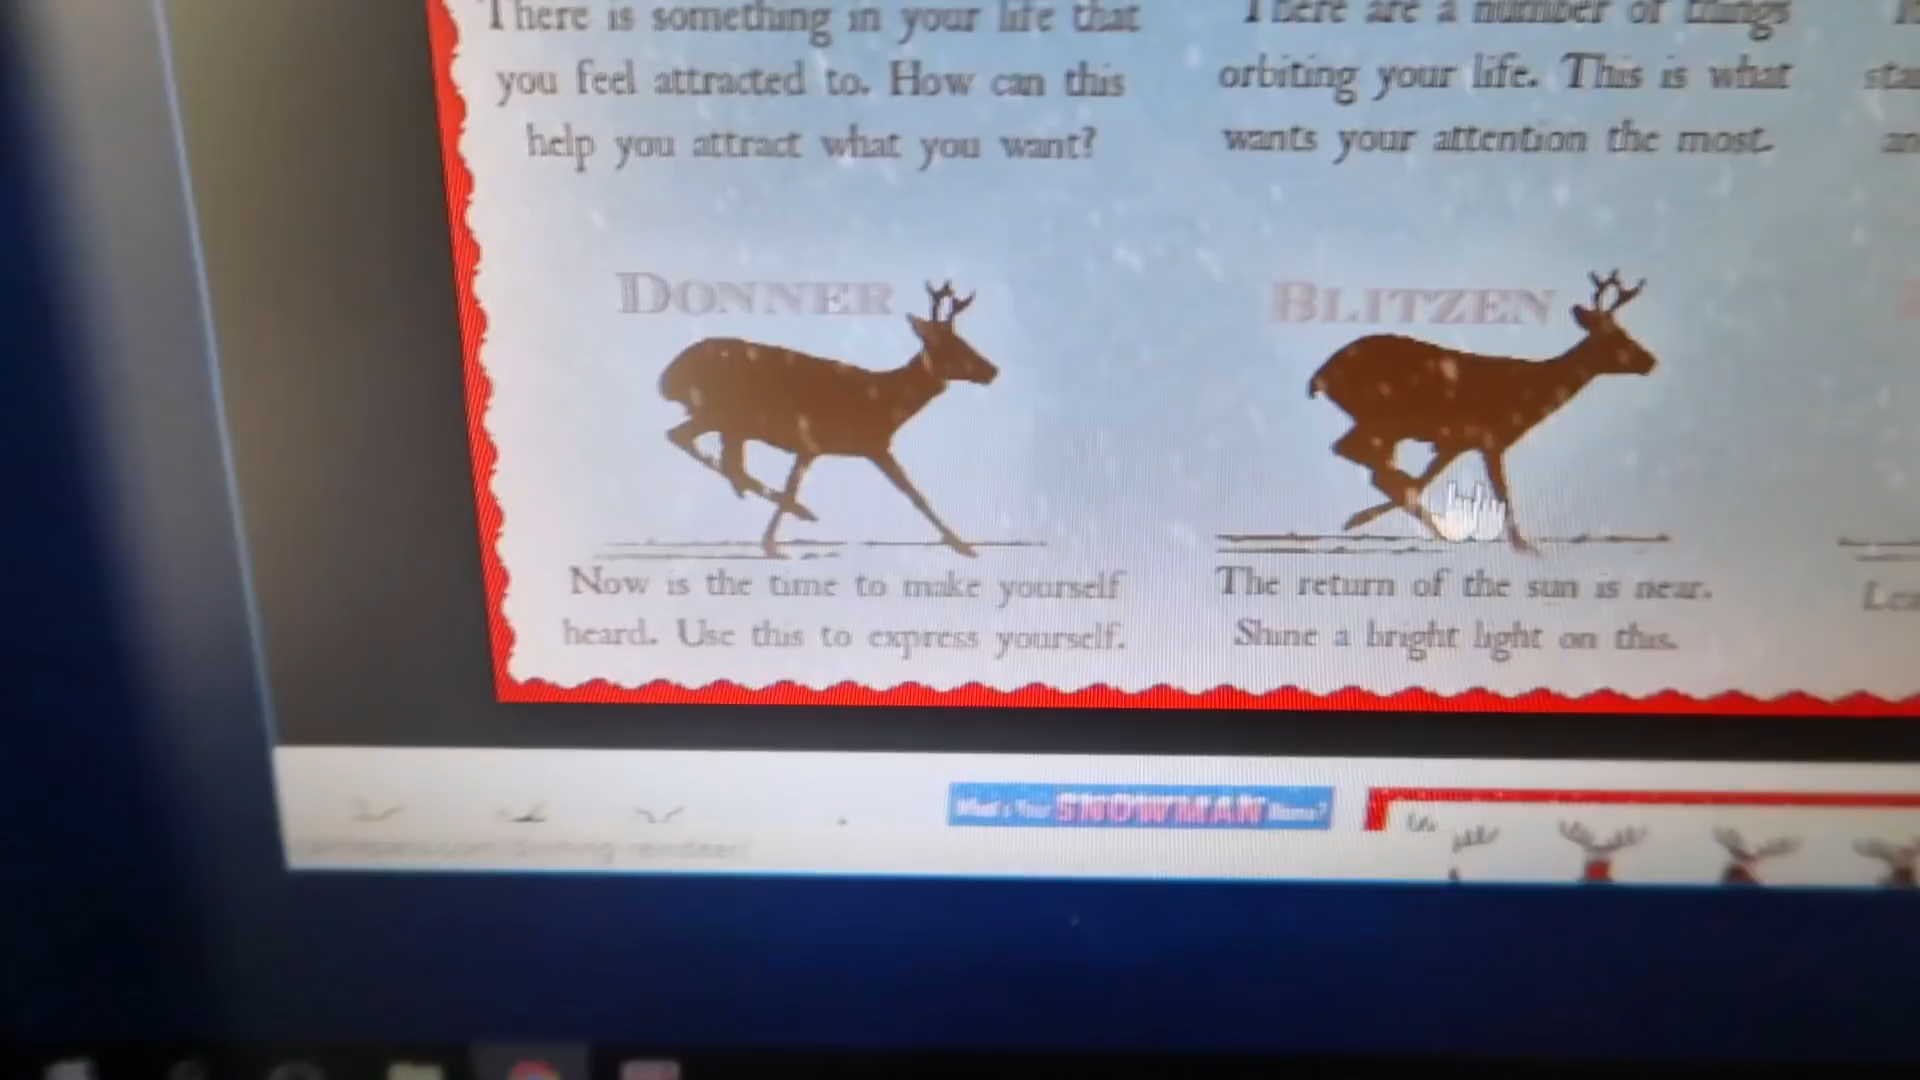 There is something in your life that
you feel attracted to. How can this
help you attract what you want?
There are a number of things
orbiting your life. This is what
wants your attention the most.
DONNER
Now is the time to make yourself
heard. Use this to express yourself.
BLITZEN
The return of the sun is near.
Shine a bright light on this.
What's Your SNOWMAN Name?